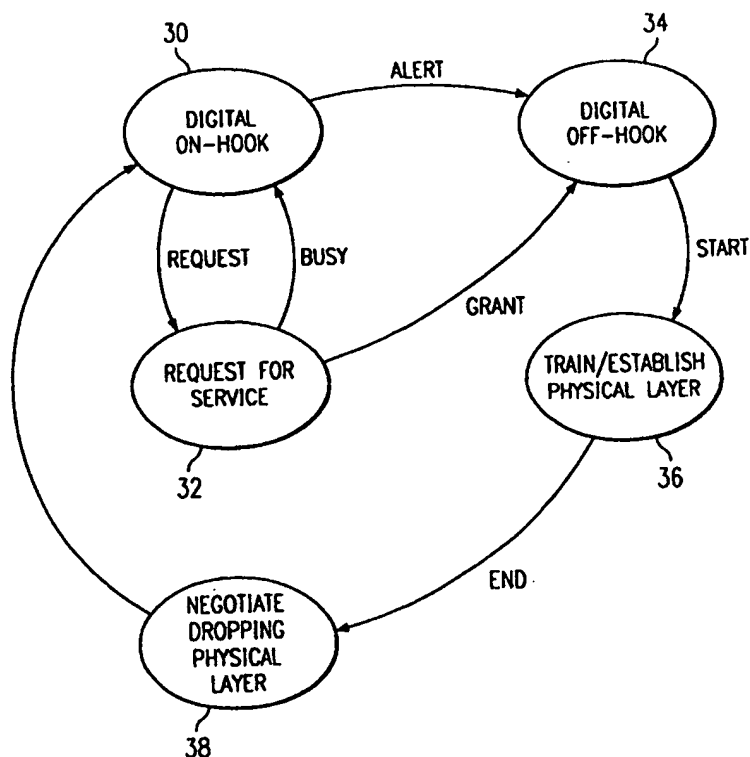 30
34
ALERT
DIGITAL
ON-HOOK
DIGITAL
OFF-HOOK
REQUEST
BUSY
START
GRANT
REQUEST FOR
SERVICE
TRAIN/ESTABLISH
PHYSICAL LAYER
32
36
END
NEGOTIATE
DROPPING
PHYSICAL
LAYER
38